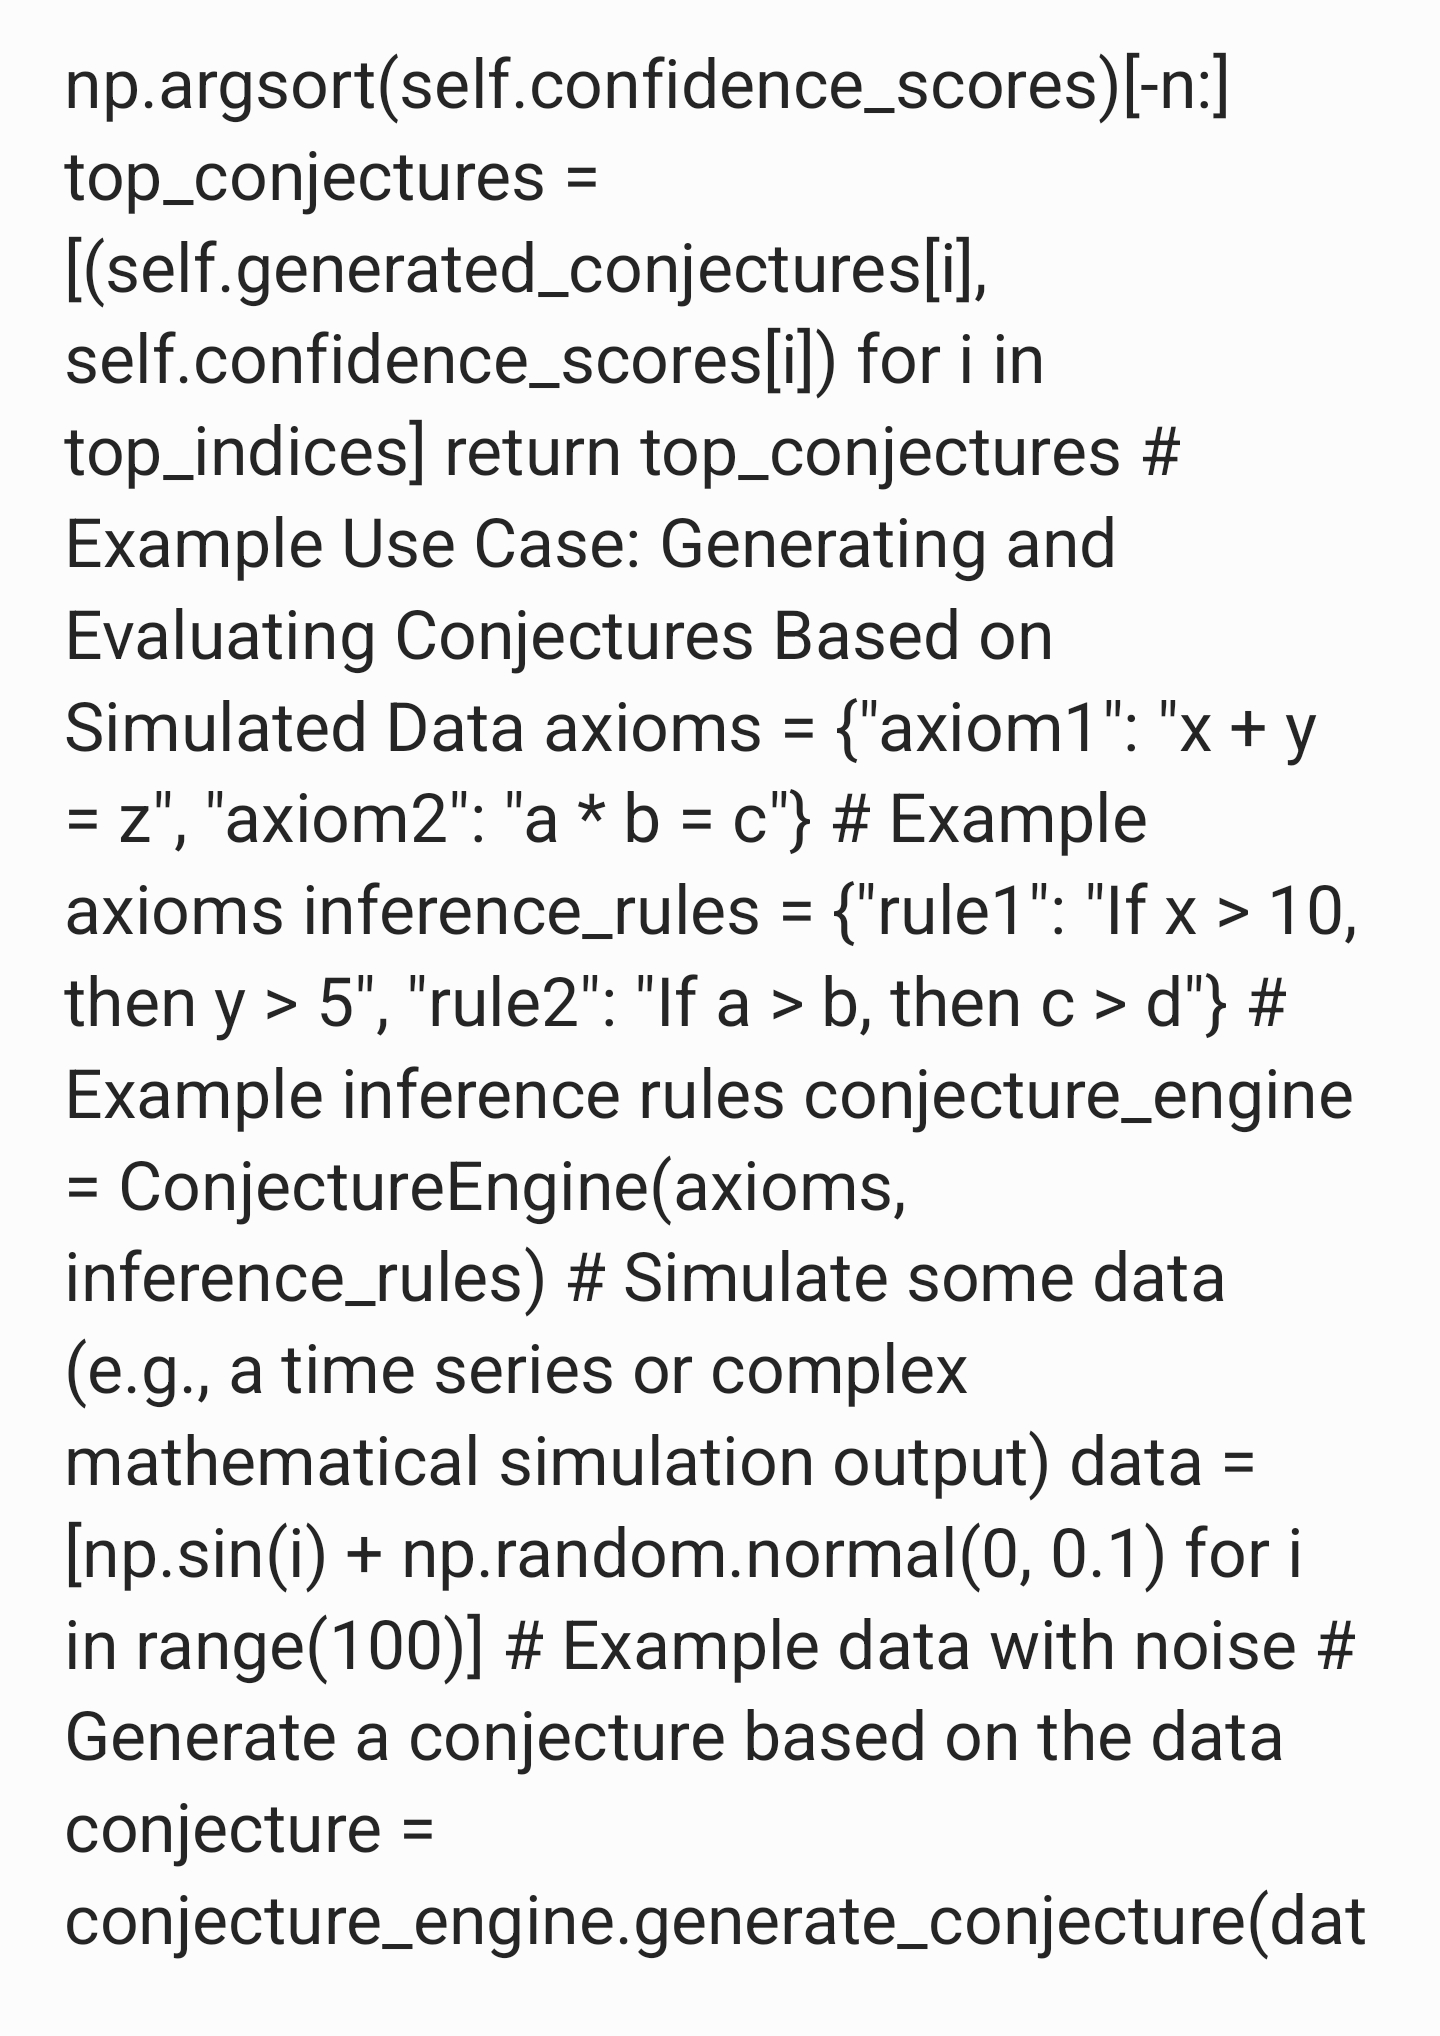 np.argsort(self.confidence_scores)[-n:]
top_conjectures =
[(self.generated_conjectures[i],
self.confidence_scores[i]) for i in
top_indices] return top_conjectures #
Example Use Case: Generating and
Evaluating Conjectures Based on
Simulated Data axioms = {"axiom1": "x + y
= z", "axiom2": "a * b = c"} # Example
axioms inference_rules = {"rule1": "If x > 10,
then y > 5", "rule2": "If a > b, then c > d"} #
Example inference rules conjecture_engine
= ConjectureEngine(axioms,
inference_rules) # Simulate some data
(e.g., a time series or complex
mathematical simulation output) data =
[np.sin(i) + np.random.normal(0, 0.1) for i
in range(100)] # Example data with noise #
Generate a conjecture based on the data
conjecture =
conjecture_engine.generate_conjecture(dat